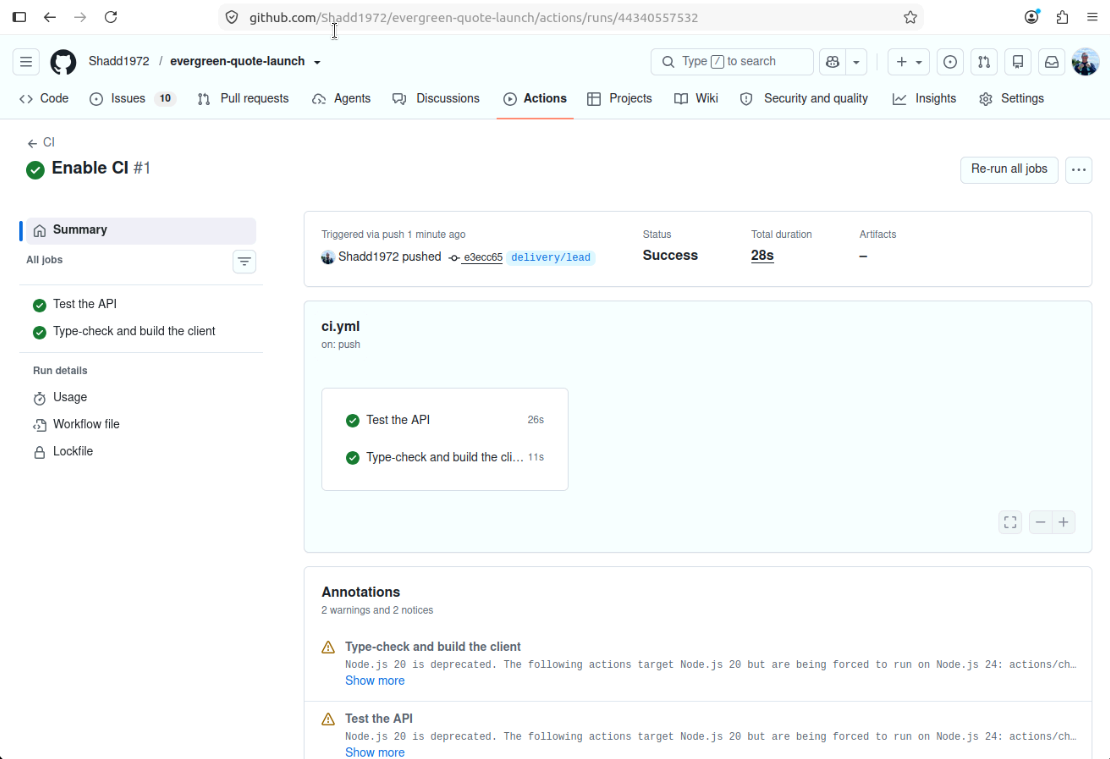 github.com/Shadd1972/evergreen-quote-launch/actions/runs/44340557532
Shadd1972 / evergreen-quote-launch
Type / to search
Code
Issues 10
Pull requests
Agents
Discussions
Actions
Projects
Wiki
Security and quality
Insights
Settings
CI
Enable CI #1
Re-run all jobs
Summary
All jobs
Test the API
Type-check and build the client
Run details
Usage
Workflow file
Lockfile
Triggered via push 1 minute ago
Shadd1972 pushed e3ecc65 delivery/lead
Status
Success
Total duration
28s
Artifacts
–
ci.yml
on: push
Test the API 26s
Type-check and build the cli... 11s
Annotations
2 warnings and 2 notices
Type-check and build the client
Node.js 20 is deprecated. The following actions target Node.js 20 but are being forced to run on Node.js 24: actions/ch…
Show more
Test the API
Node.js 20 is deprecated. The following actions target Node.js 20 but are being forced to run on Node.js 24: actions/ch…
Show more